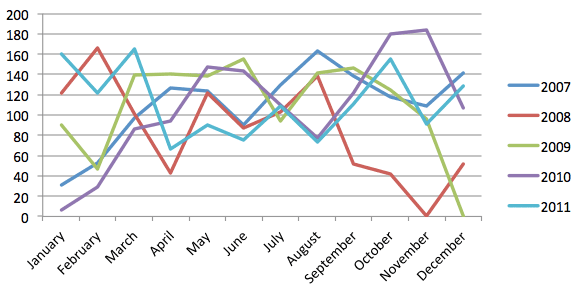 200
180
160
140
120
100
80
60
40
20
0
January
February
March
April
May
June
July
August
September
October
November
December
2007
2008
2009
2010
2011